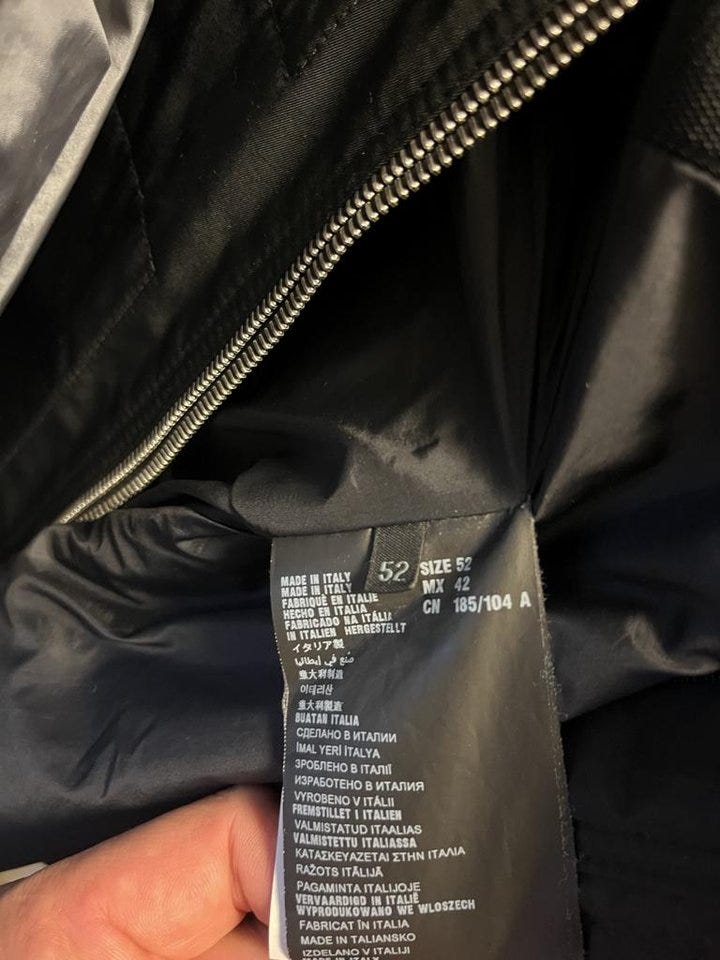 52
SIZE 52
MX 42
CN 185/104 A
MADE IN ITALY
MADE IN ITALY
FABRIQUÉ EN ITALIE
HECHO EN ITALIA
FABRICADO NA ITÁLIA
IN ITALIEN HERGESTELLT
イタリア製
صنع في إيطاليا
意大利制造
이태리산
意大利製造
BUATAN ITALIA
СДЕЛАНО В ИТАЛИИ
İMAL YERİ İTALYA
ЗРОБЛЕНО В ІТАЛІЇ
ИЗРАБОТЕНО В ИТАЛИЯ
VYROBENO V ITÁLII
FREMSTILLET I ITALIEN
VALMISTATUD ITAALIAS
VALMISTETTU ITALIASSA
ΚΑΤΑΣΚΕΥΑΖΕΤΑΙ ΣΤΗΝ ΙΤΑΛΙΑ
RAŽOTS ITĀLIJĀ
PAGAMINTA ITALIJOJE
VERVAARDIGD IN ITALIË
WYPRODUKOWANO WE WLOSZECH
FABRICAT ÎN ITALIA
MADE IN TALIANSKO
IZDELANO V ITALIJI